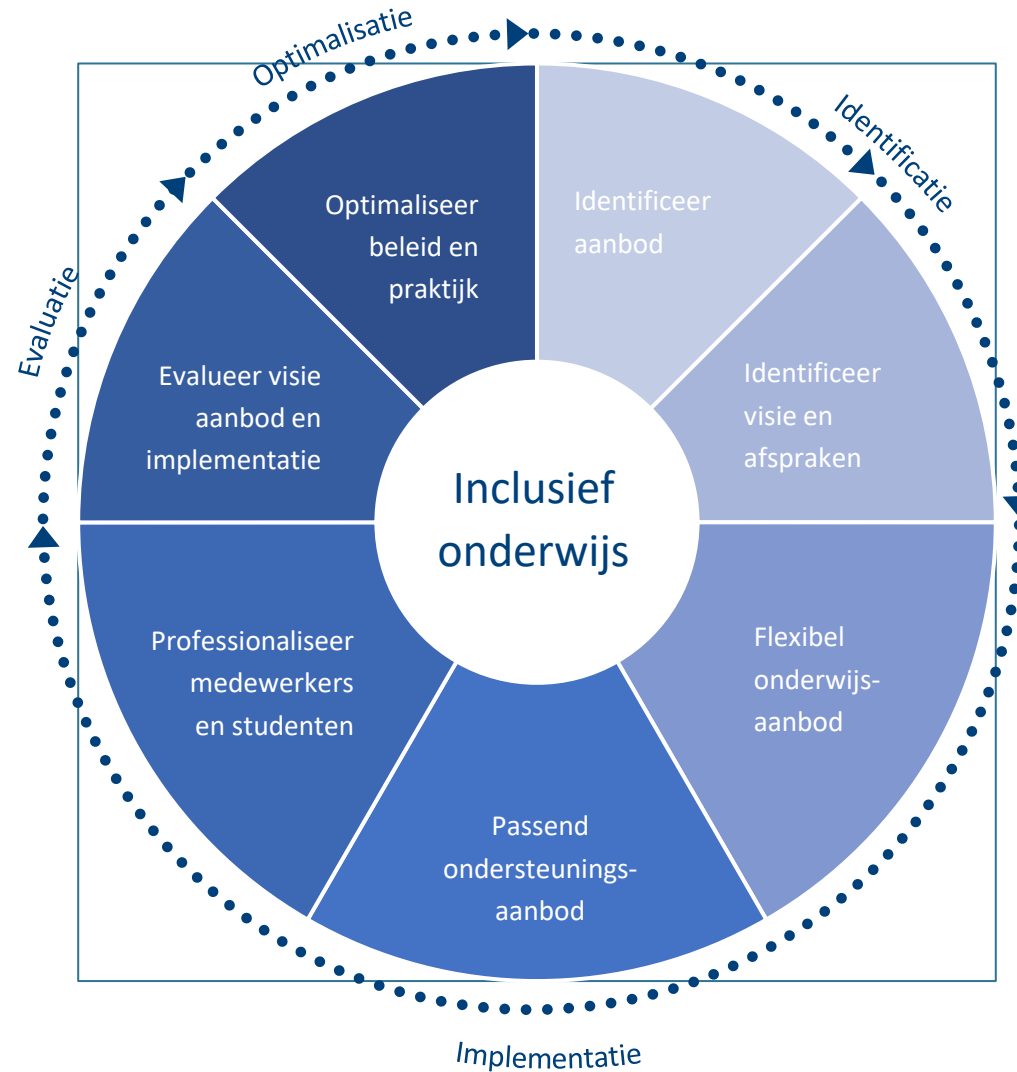 Optimalisatie
Identificatie
Evaluatie
Implementatie
Optimaliseer
beleid en
praktijk
Identificeer
aanbod
Identificeer
visie en
afspraken
Flexibel
onderwijs-
aanbod
Passend
ondersteunings-
aanbod
Professionaliseer
medewerkers
en studenten
Evalueer visie
aanbod en
implementatie
Inclusief
onderwijs